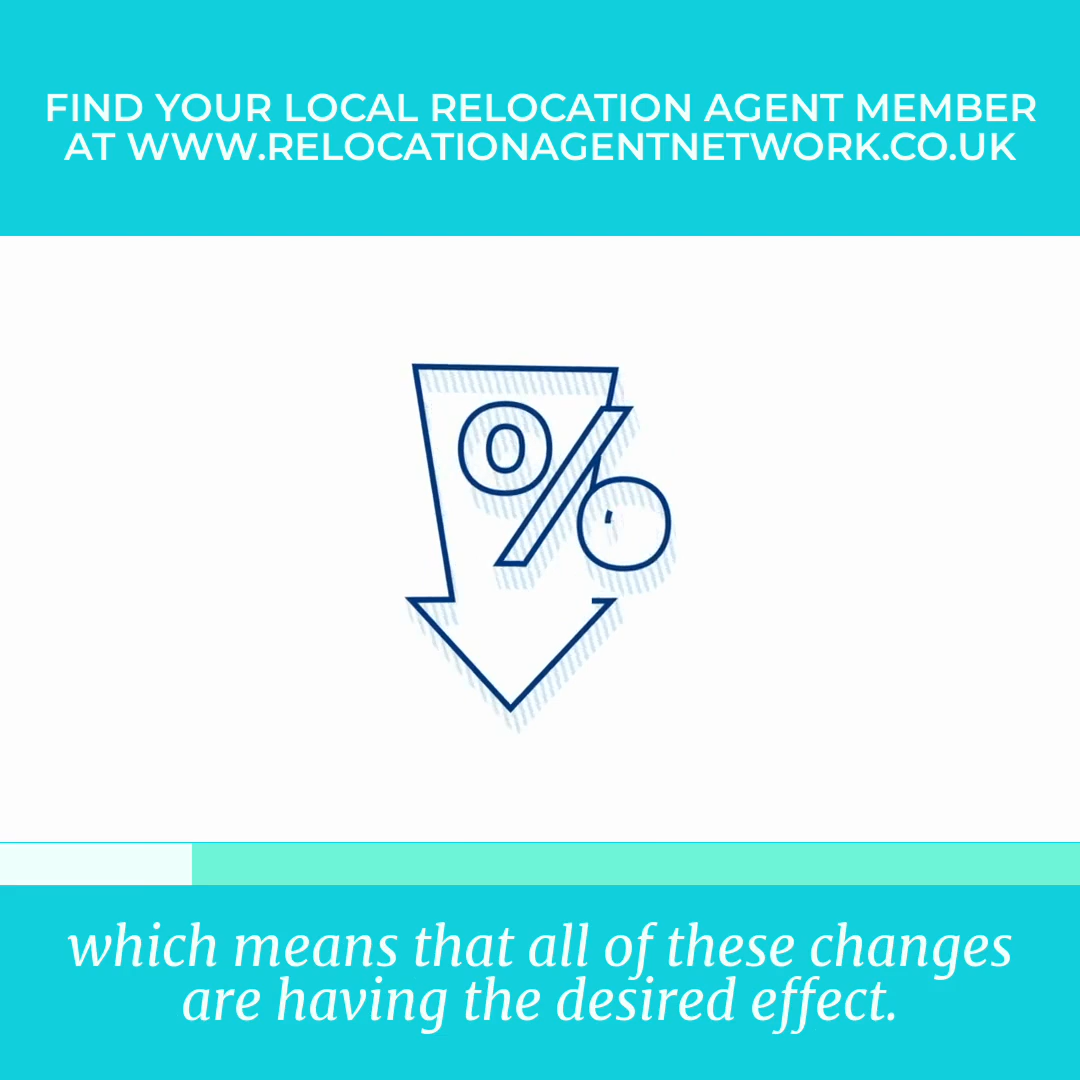 FIND YOUR LOCAL RELOCATION AGENT MEMBER
AT WWW.RELOCATIONAGENTNETWORK.CO.UK
%
which means that all of these changes
are having the desired effect.